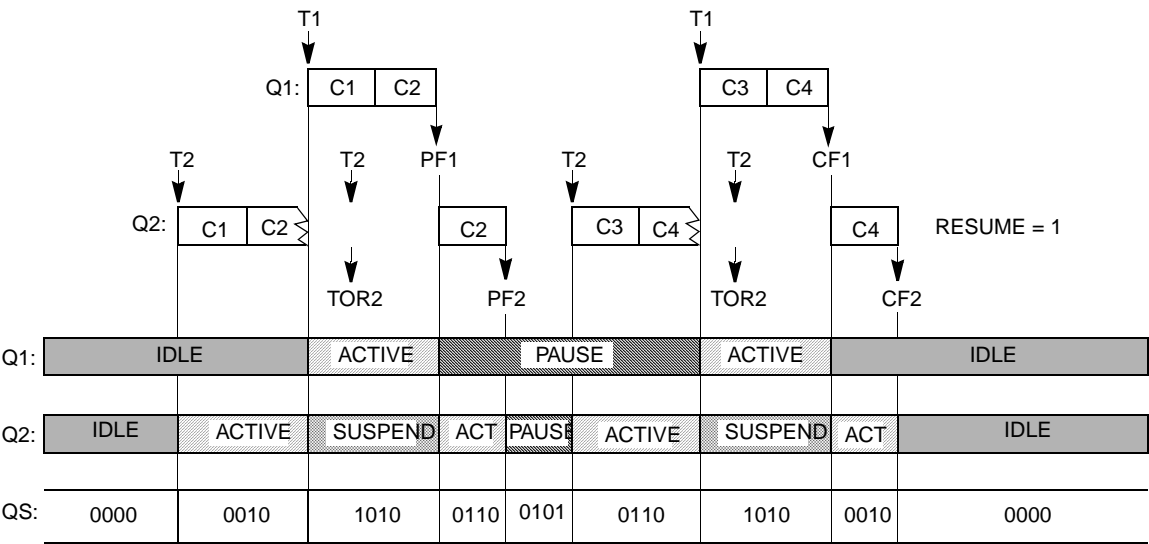 T1 T1
Q1: C1 C2 C3 C4
T2 T2 PF1 T2 T2 CF1
Q2: C1 C2 C2 C3 C4 C4 RESUME = 1
TOR2 PF2 TOR2 CF2
Q1: IDLE ACTIVE PAUSE ACTIVE IDLE
Q2: IDLE ACTIVE SUSPEND ACT PAUSE ACTIVE SUSPEND ACT IDLE
QS: 0000 0010 1010 0110 0101 0110 1010 0010 0000